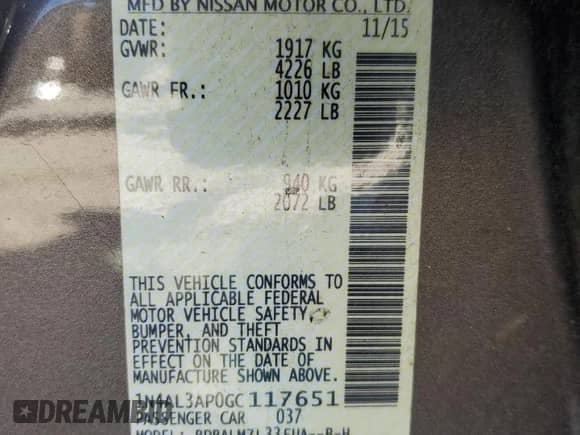 MFD BY NISSAN MOTOR CO., LTD.
DATE: 11/15
GVWR: 1917 KG
4226 LB
GAWR FR.: 1010 KG
2227 LB
GAWR RR.: 940 KG
2072 LB
THIS VEHICLE CONFORMS TO
ALL APPLICABLE FEDERAL
MOTOR VEHICLE SAFETY,
BUMPER, AND THEFT
PREVENTION STANDARDS IN
EFFECT ON THE DATE OF
MANUFACTURE SHOWN ABOVE.
1N4AL3AP0GC117651
PASSENGER CAR 037
DREAMBID